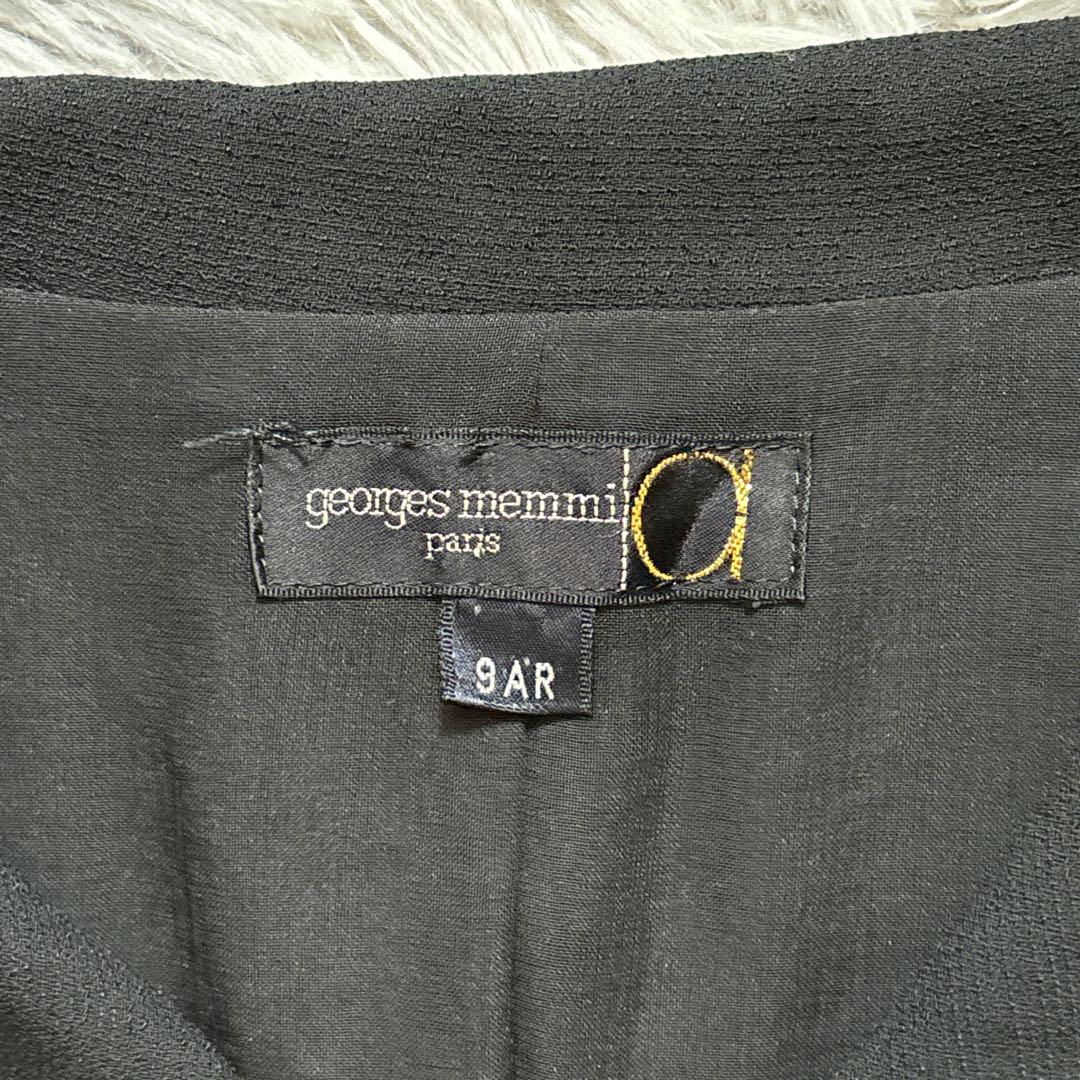 georges memmi
paris
a
9AR